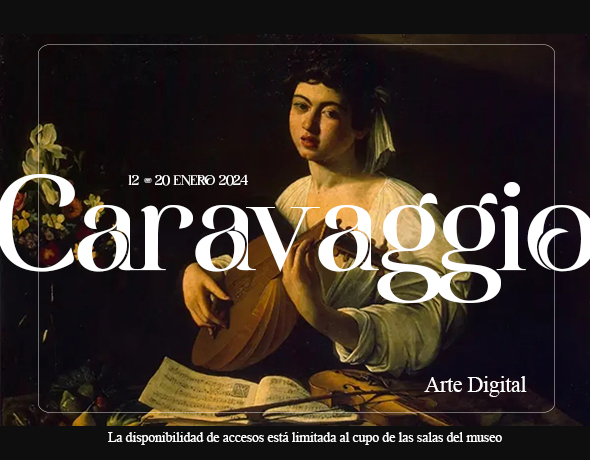 12 - 20 ENERO 2024
Caravaggio
Arte Digital
La disponibilidad de accesos está limitada al cupo de las salas del museo